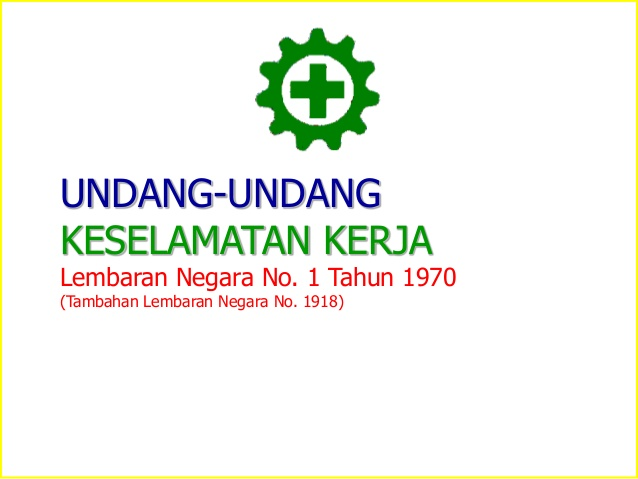 UNDANG-UNDANG
KESELAMATAN KERJA
Lembaran Negara No. 1 Tahun 1970
(Tambahan Lembaran Negara No. 1918)